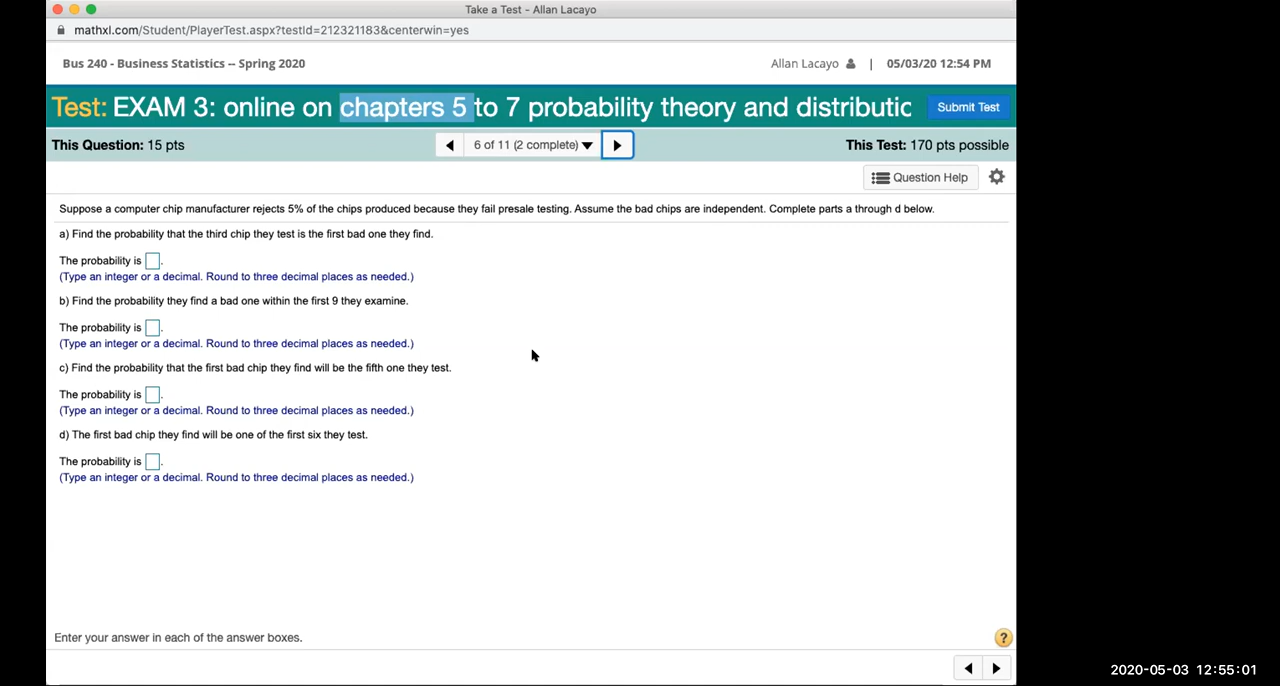 Take a Test - Allan Lacayo
mathxl.com/Student/PlayerTest.aspx?testId=212321183&centerwin=yes
Bus 240 - Business Statistics -- Spring 2020
Allan Lacayo | 05/03/20 12:54 PM
Test: EXAM 3: online on chapters 5 to 7 probability theory and distributic
Submit Test
This Question: 15 pts
6 of 11 (2 complete)
This Test: 170 pts possible
Question Help
Suppose a computer chip manufacturer rejects 5% of the chips produced because they fail presale testing. Assume the bad chips are independent. Complete parts a through d below.
a) Find the probability that the third chip they test is the first bad one they find.
The probability is .
(Type an integer or a decimal. Round to three decimal places as needed.)
b) Find the probability they find a bad one within the first 9 they examine.
The probability is .
(Type an integer or a decimal. Round to three decimal places as needed.)
c) Find the probability that the first bad chip they find will be the fifth one they test.
The probability is .
(Type an integer or a decimal. Round to three decimal places as needed.)
d) The first bad chip they find will be one of the first six they test.
The probability is .
(Type an integer or a decimal. Round to three decimal places as needed.)
Enter your answer in each of the answer boxes.
?
2020-05-03 12:55:01